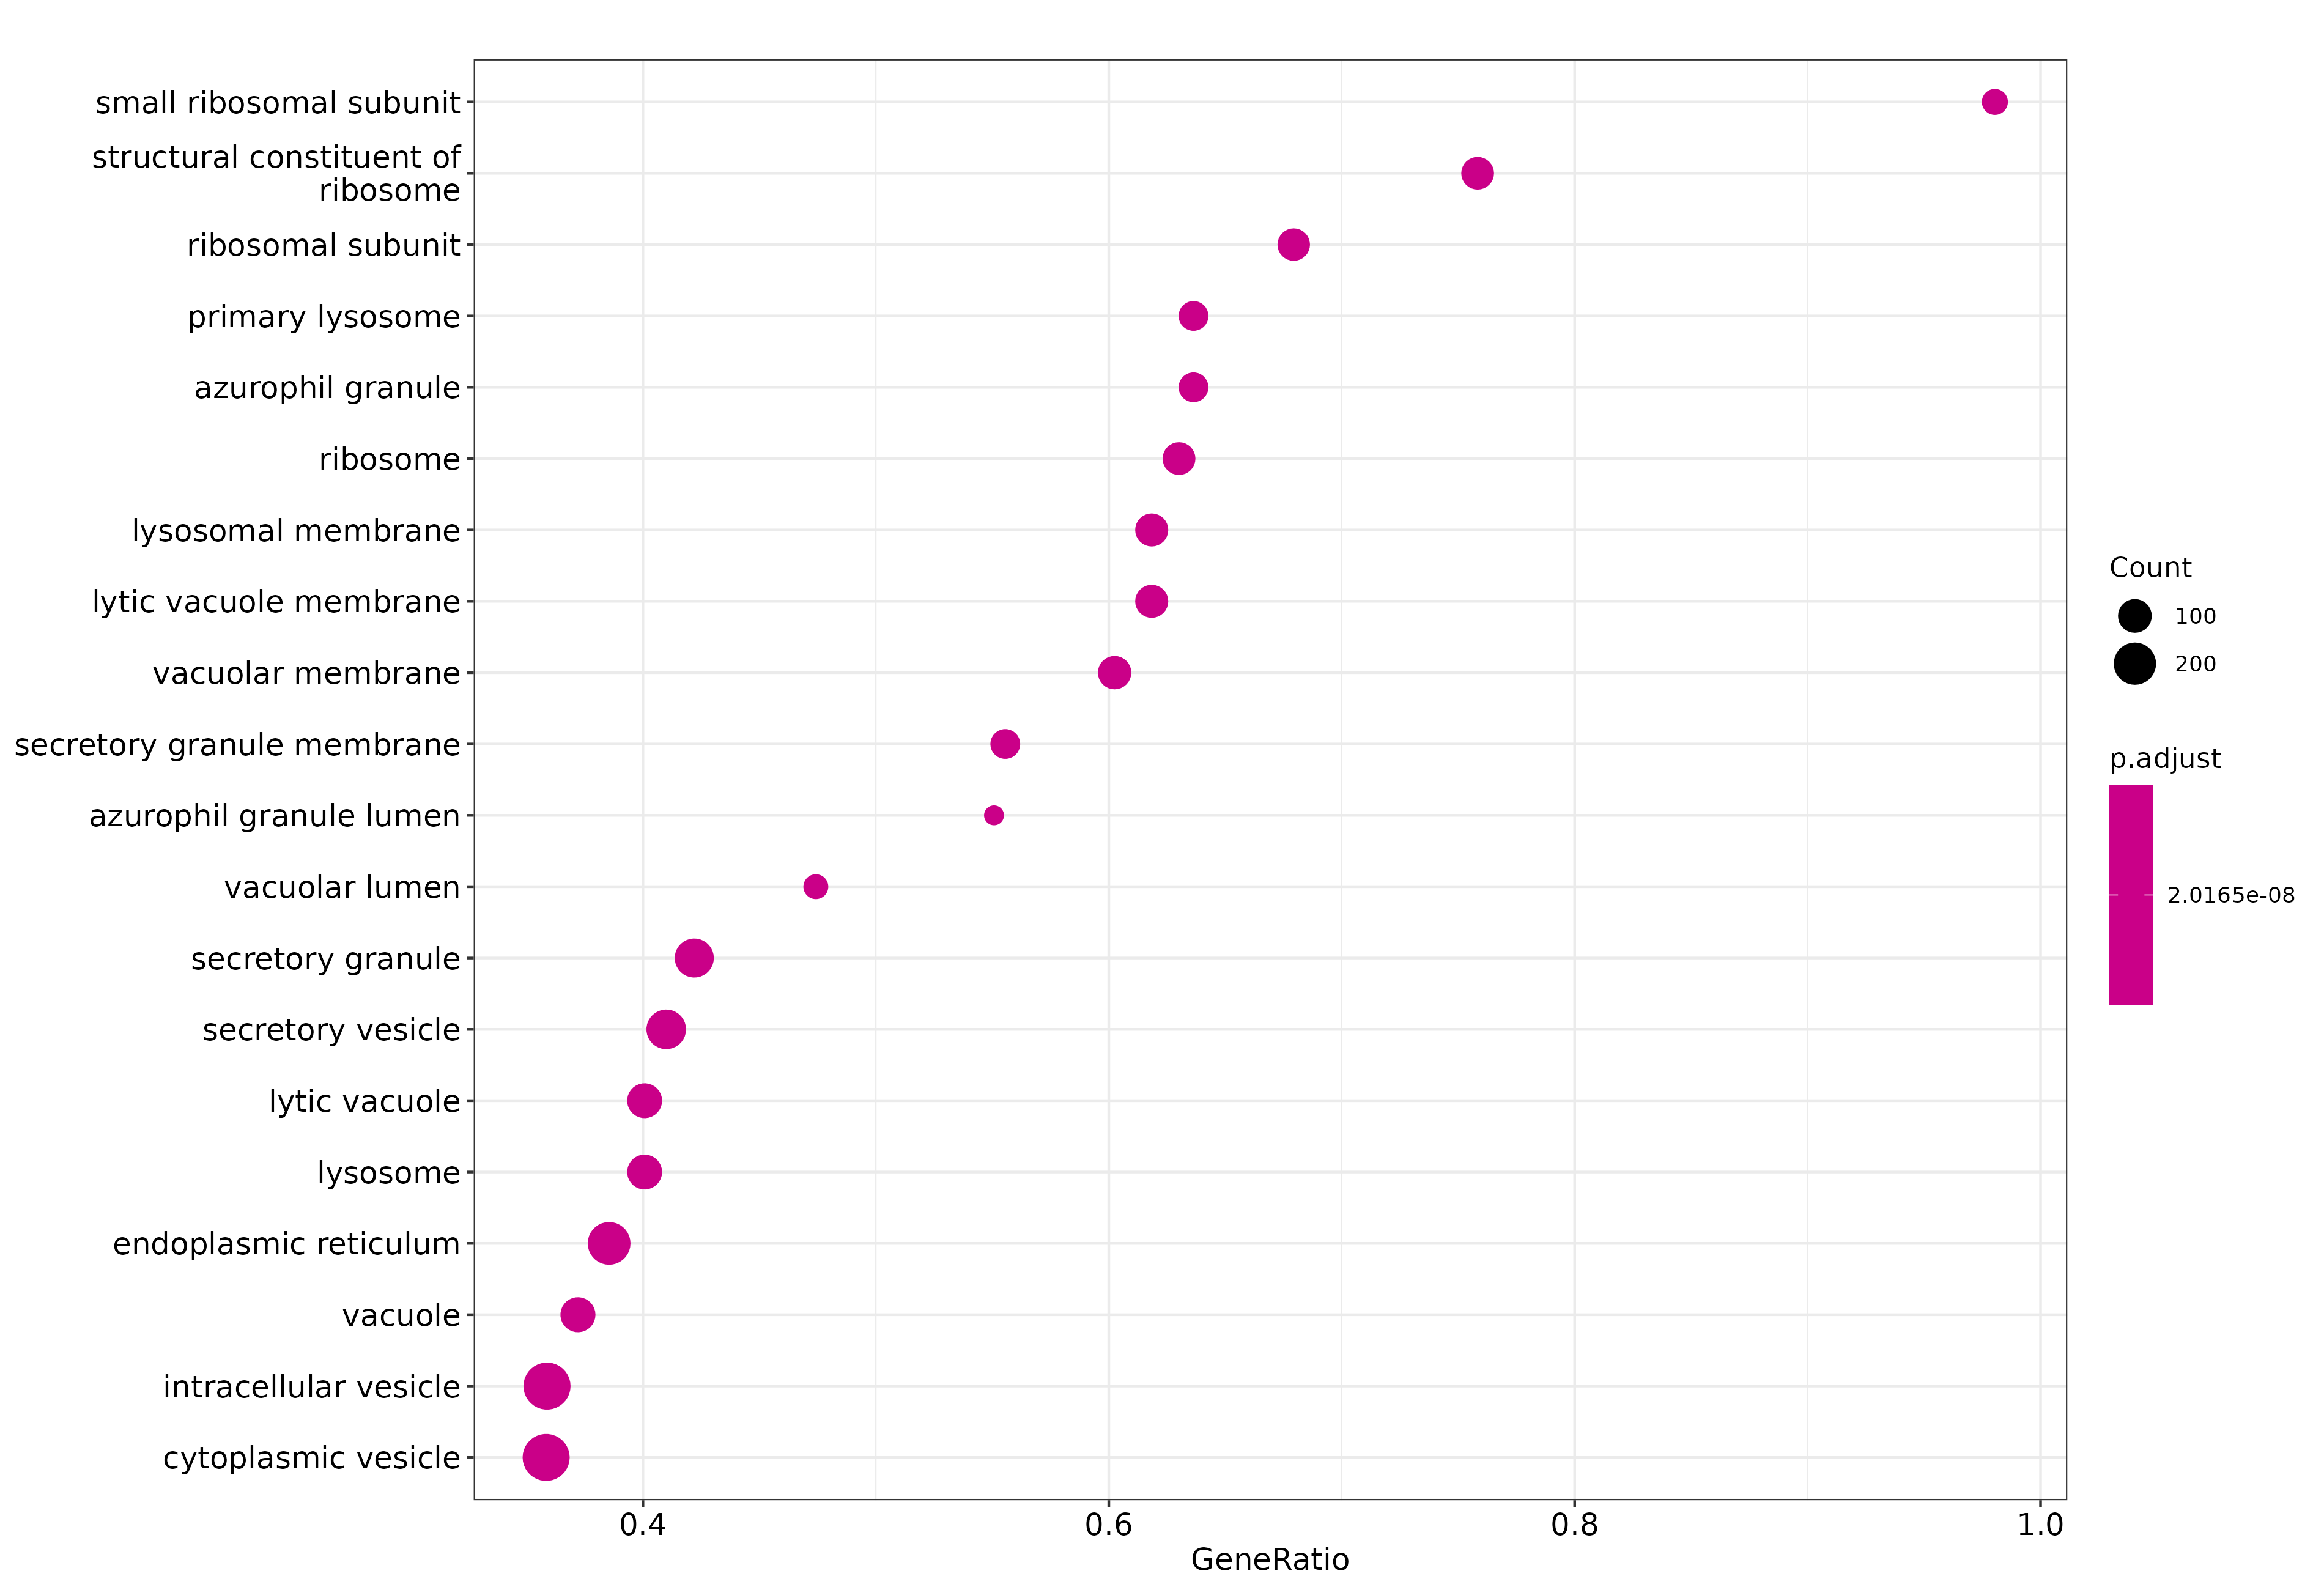 small ribosomal subunit
structural constituent of
ribosome
ribosomal subunit
primary lysosome
azurophil granule
ribosome
lysosomal membrane
lytic vacuole membrane
vacuolar membrane
secretory granule membrane
azurophil granule lumen
vacuolar lumen
secretory granule
secretory vesicle
lytic vacuole
lysosome
endoplasmic reticulum
vacuole
intracellular vesicle
cytoplasmic vesicle
0.4 0.6 0.8 1.0
GeneRatio
Count
100
200
p.adjust
2.0165e-08